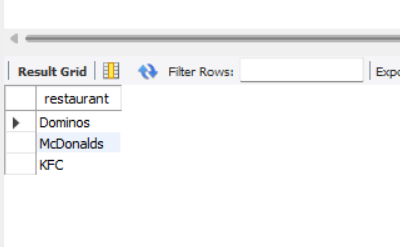 Result Grid Filter Rows: Expo
restaurant
Dominos
McDonalds
KFC